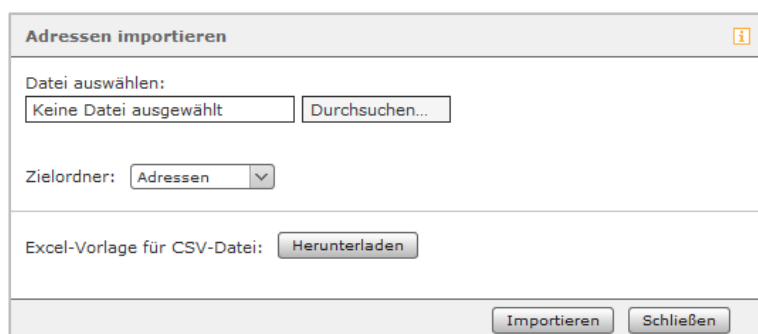 Adressen importieren
Datei auswählen:
Keine Datei ausgewählt Durchsuchen...
Zielordner: Adressen
Excel-Vorlage für CSV-Datei: Herunterladen
Importieren Schließen